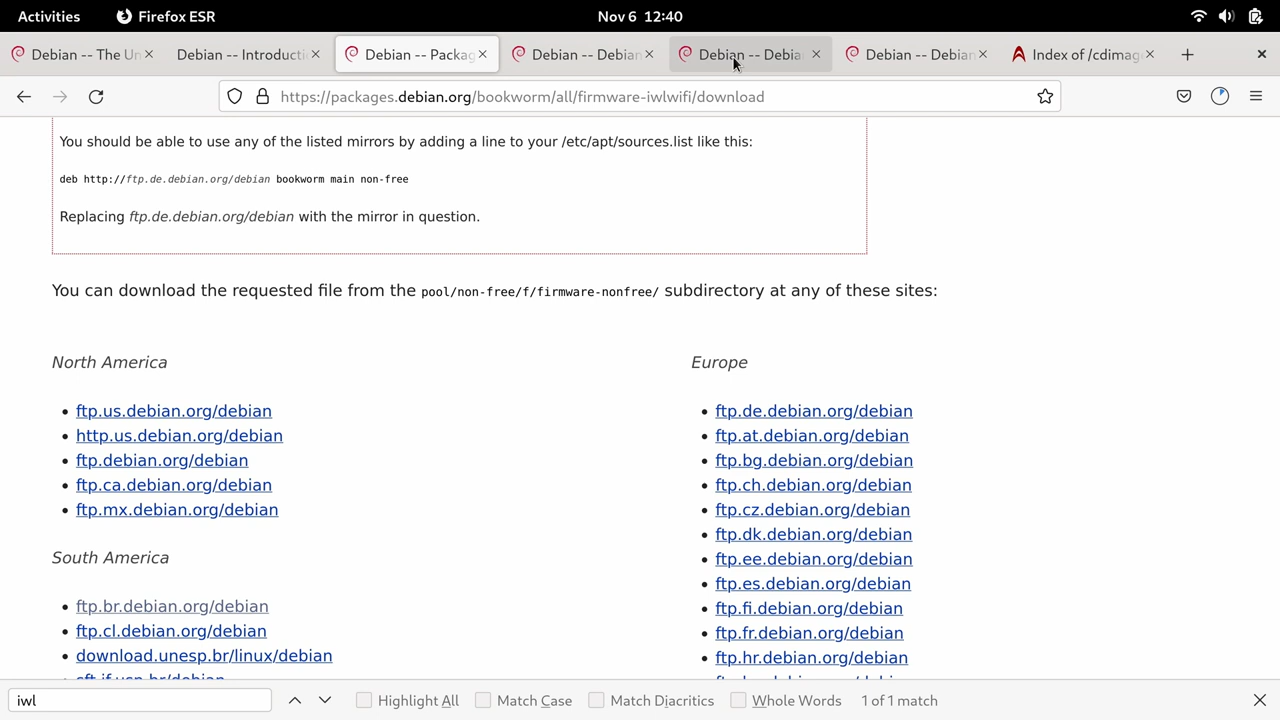 Activities
Firefox ESR
Nov 6 12:40
Debian -- The Un
Debian -- Introducti
Debian -- Packag
Debian -- Debian
Debian -- Debia
Debian -- Debian
Index of /cdimag
https://packages.debian.org/bookworm/all/firmware-iwlwifi/download
You should be able to use any of the listed mirrors by adding a line to your /etc/apt/sources.list like this:
deb http://ftp.de.debian.org/debian bookworm main non-free
Replacing ftp.de.debian.org/debian with the mirror in question.
You can download the requested file from the pool/non-free/f/firmware-nonfree/ subdirectory at any of these sites:
North America
ftp.us.debian.org/debian
http.us.debian.org/debian
ftp.debian.org/debian
ftp.ca.debian.org/debian
ftp.mx.debian.org/debian
South America
ftp.br.debian.org/debian
ftp.cl.debian.org/debian
download.unesp.br/linux/debian
Europe
ftp.de.debian.org/debian
ftp.at.debian.org/debian
ftp.bg.debian.org/debian
ftp.ch.debian.org/debian
ftp.cz.debian.org/debian
ftp.dk.debian.org/debian
ftp.ee.debian.org/debian
ftp.es.debian.org/debian
ftp.fi.debian.org/debian
ftp.fr.debian.org/debian
ftp.hr.debian.org/debian
iwl
Highlight All
Match Case
Match Diacritics
Whole Words
1 of 1 match